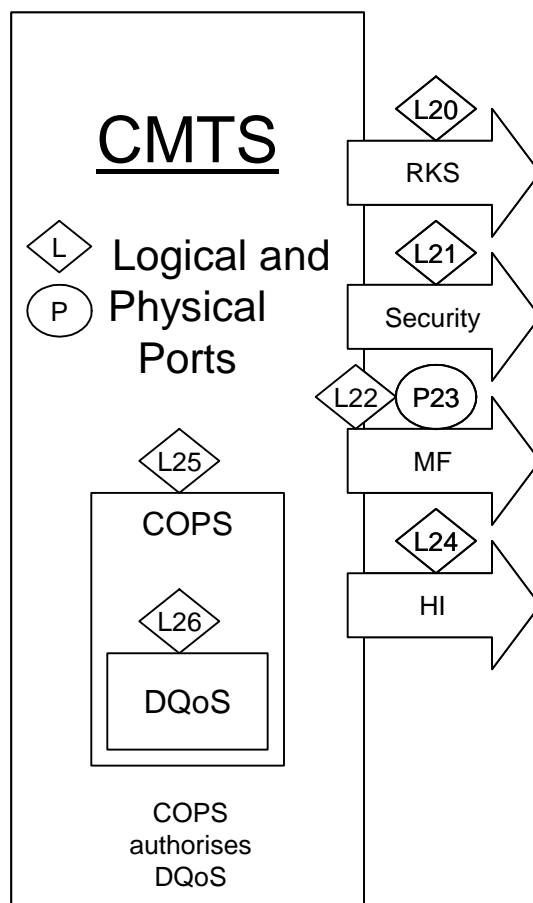 CMTS
L
Logical and
P
Physical
Ports
L20
RKS
L21
Security
L22
P23
MF
L24
HI
L25
COPS
L26
DQoS
COPS
authorises
DQoS